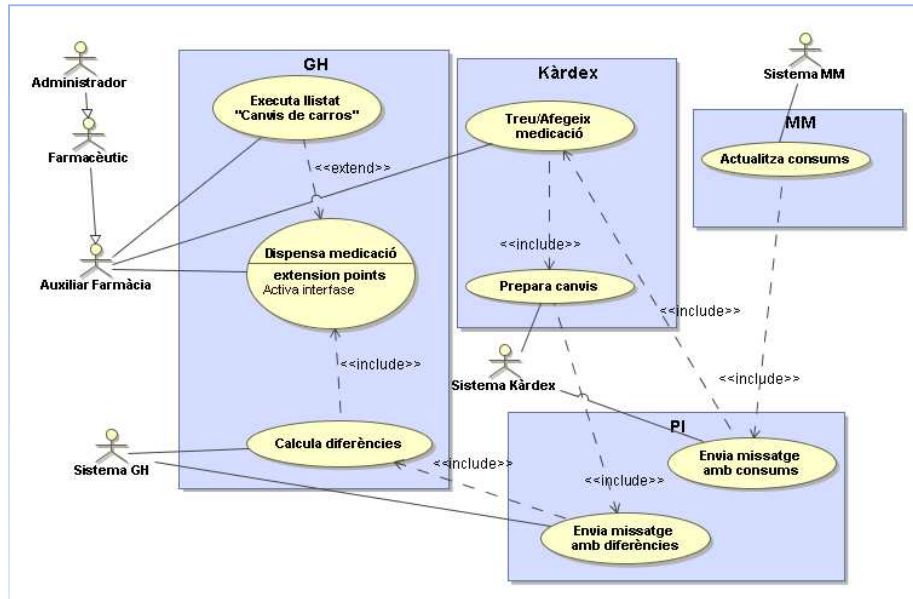 Administrador
Farmacèutic
Auxiliar Farmàcia
Sistema GH
GH
Executa llistat
"Canvis de carros"
<<extend>>
Dispensa medicació
extension points
Activa interfase
<<include>>
Calcula diferències
<<include>>
Kàrdex
Treu/Afegeix
medicació
<<include>>
Prepara canvis
<<include>>
Sistema Kàrdex
<<include>>
Sistema MM
MM
Actualitza consums
<<include>>
PI
Envia missatge
amb consums
Envia missatge
amb diferències